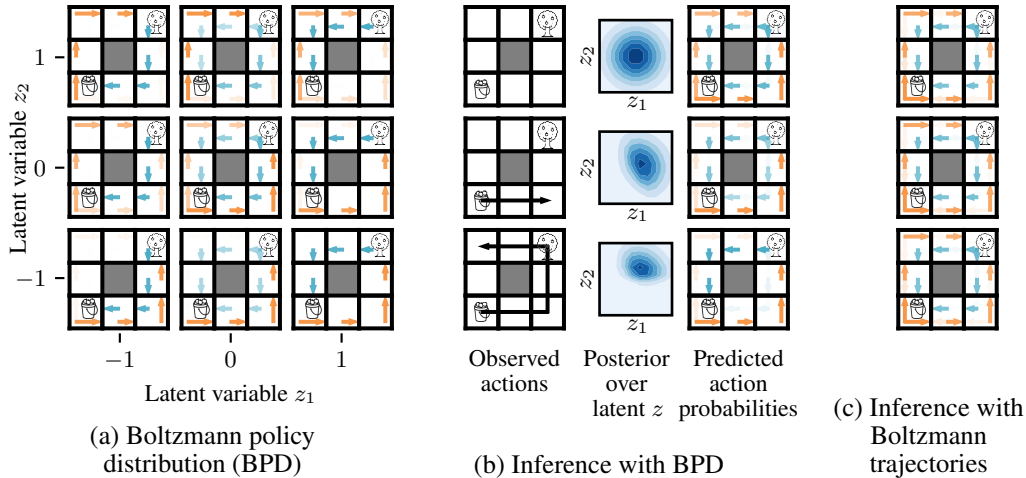 Latent variable z₂
1
0
−1
−1
0
1
Latent variable z₁
(a) Boltzmann policy
distribution (BPD)
z₂
z₁
z₂
z₁
z₂
z₁
Observed
actions
Posterior
over
latent z
Predicted
action
probabilities
(b) Inference with BPD
(c) Inference with
Boltzmann
trajectories